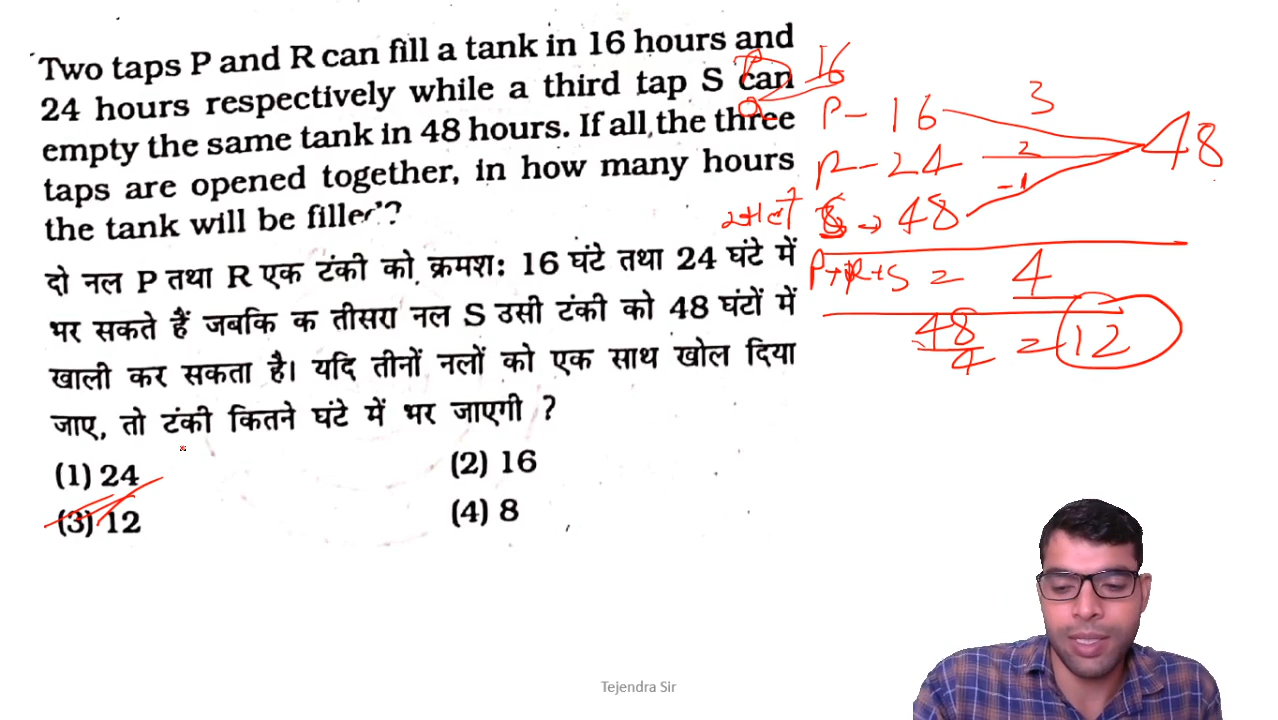 Two taps P and R can fill a tank in 16 hours and
24 hours respectively while a third tap S can
empty the same tank in 48 hours. If all the three
taps are opened together, in how many hours
the tank will be filled?
दो नल P तथा R एक टंकी को क्रमश: 16 घंटे तथा 24 घंटे में
भर सकते हैं जबकि क तीसरा नल S उसी टंकी को 48 घंटों में
खाली कर सकता है। यदि तीनों नलों को एक साथ खोल दिया
जाए, तो टंकी कितने घंटे में भर जाएगी ?
(1) 24
(2) 16
(3) 12
(4) 8
16
P - 16
3
R - 24
2
48
→ 48
-1
P+R+S = 4
48/4 = 12
Tejendra Sir